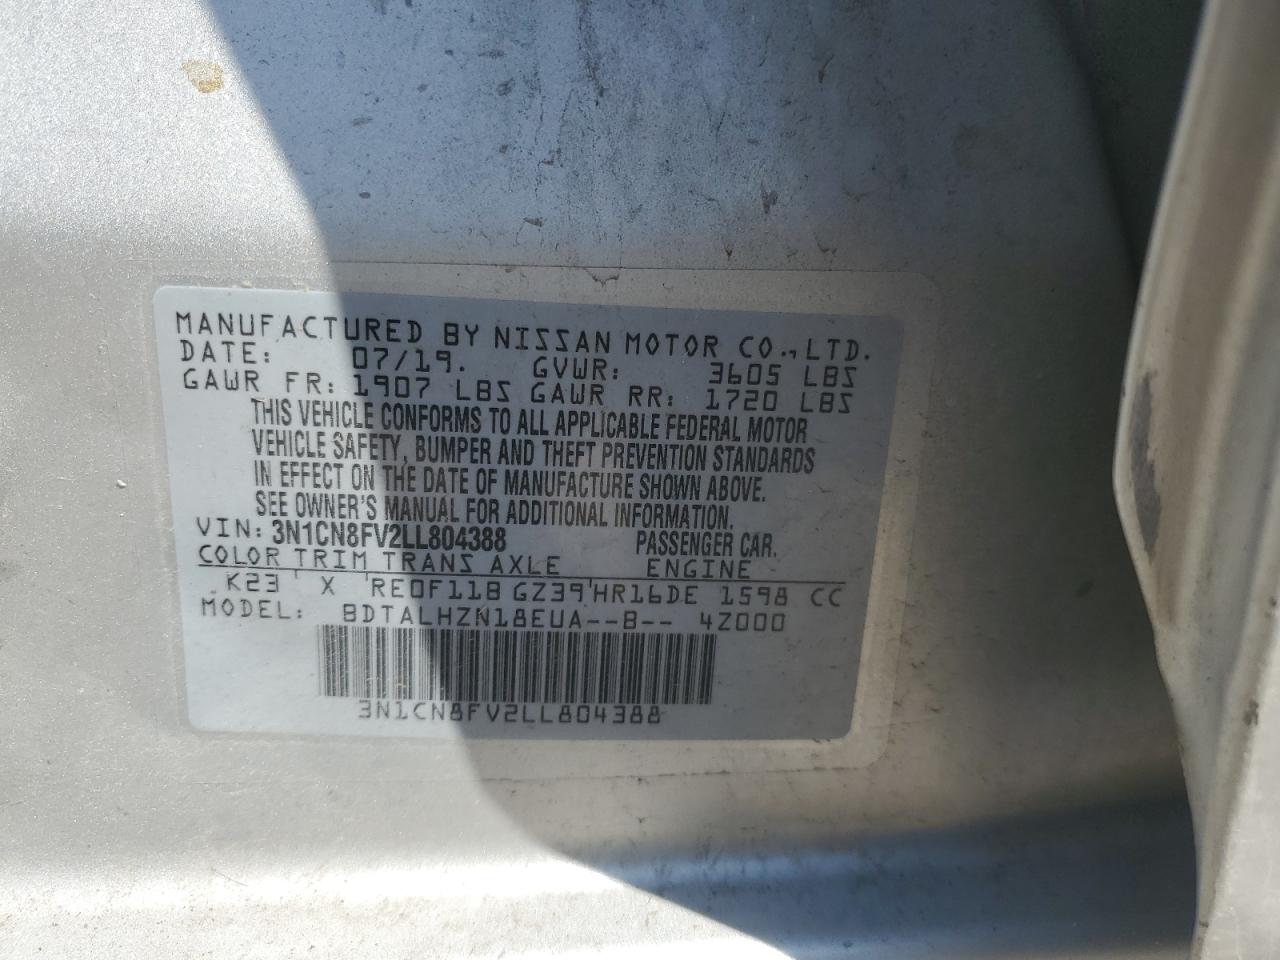 MANUFACTURED BY NISSAN MOTOR CO., LTD.
DATE: 07/19. GVWR: 3605 LBS
GAWR FR: 1907 LBS GAWR RR: 1720 LBS
THIS VEHICLE CONFORMS TO ALL APPLICABLE FEDERAL MOTOR
VEHICLE SAFETY, BUMPER AND THEFT PREVENTION STANDARDS
IN EFFECT ON THE DATE OF MANUFACTURE SHOWN ABOVE.
SEE OWNER'S MANUAL FOR ADDITIONAL INFORMATION.
VIN: 3N1CN8FV2LL804388 PASSENGER CAR.
COLOR TRIM TRANS AXLE ENGINE
K23 ' X ' RE0F11B GZ39 ' HR16DE 1598 CC
MODEL: BDTALHZN18EUA--B-- 4Z000
3N1CN8FV2LL804388